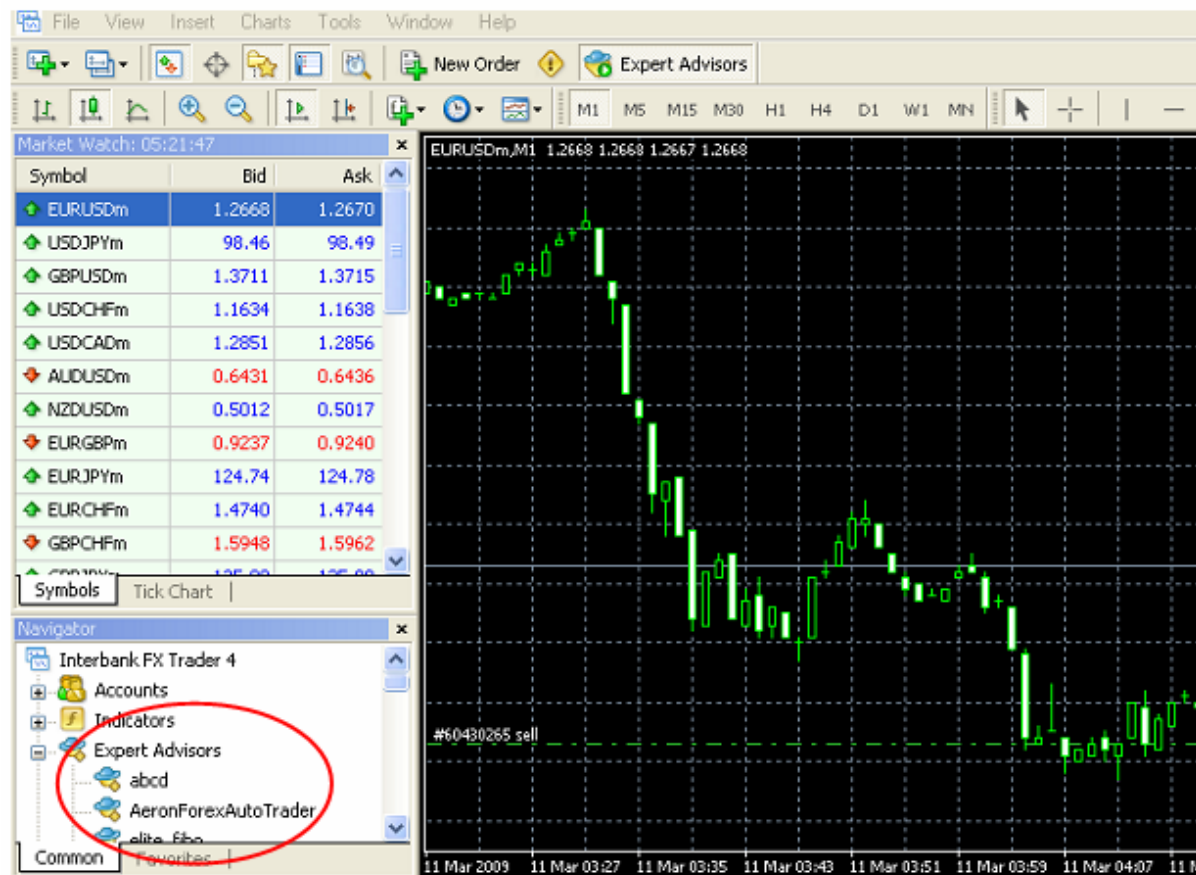 File View Insert Charts Tools Window Help
New Order Expert Advisors
M1 M5 M15 M30 H1 H4 D1 W1 MN
Market Watch: 05:21:47
Symbol Bid Ask
EURUSDm 1.2668 1.2670
USDJPYm 98.46 98.49
GBPUSDm 1.3711 1.3715
USDCHFm 1.1634 1.1638
USDCADm 1.2851 1.2856
AUDUSDm 0.6431 0.6436
NZDUSDm 0.5012 0.5017
EURGBPm 0.9237 0.9240
EURJPYm 124.74 124.78
EURCHFm 1.4740 1.4744
GBPCHFm 1.5948 1.5962
Symbols Tick Chart
Navigator
Interbank FX Trader 4
Accounts
Indicators
Expert Advisors
abcd
AeronForexAutoTrader
elite_fibo
Common Favorites
EURUSDm,M1 1.2668 1.2668 1.2667 1.2668
#60430265 sell
11 Mar 2009 11 Mar 03:27 11 Mar 03:35 11 Mar 03:43 11 Mar 03:51 11 Mar 03:59 11 Mar 04:07